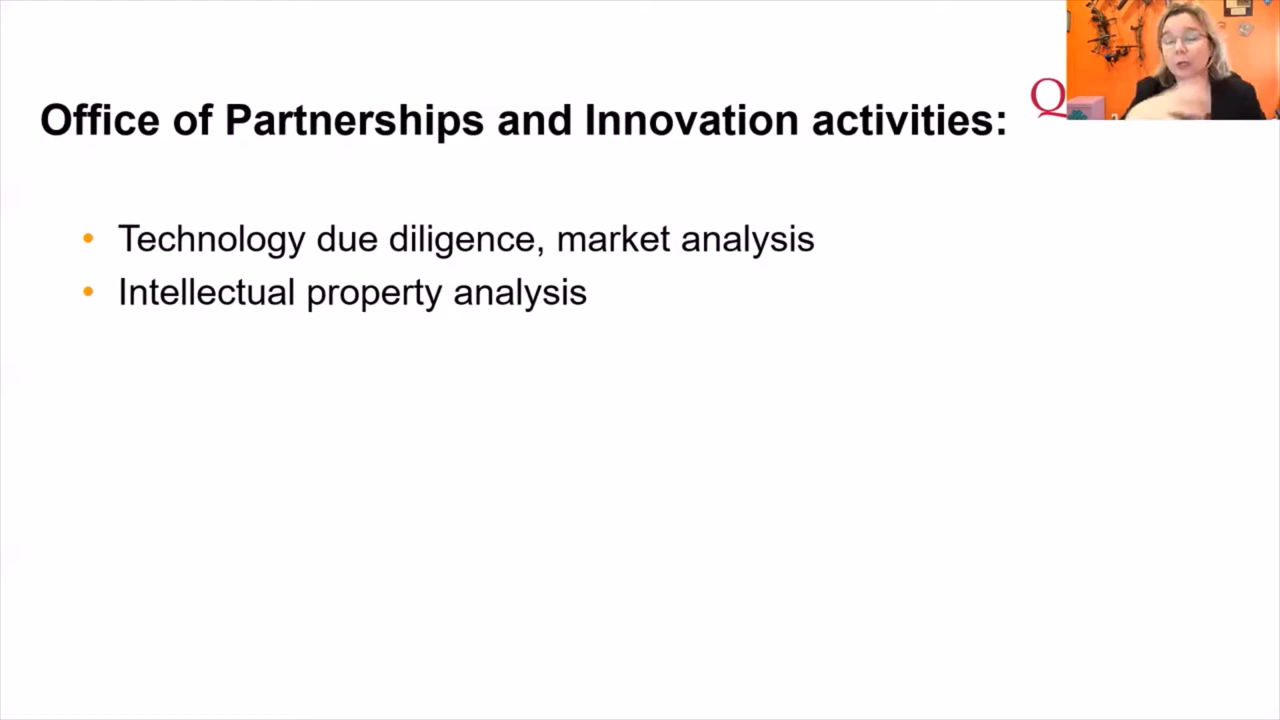 Office of Partnerships and Innovation activities:
Q
• Technology due diligence, market analysis
• Intellectual property analysis